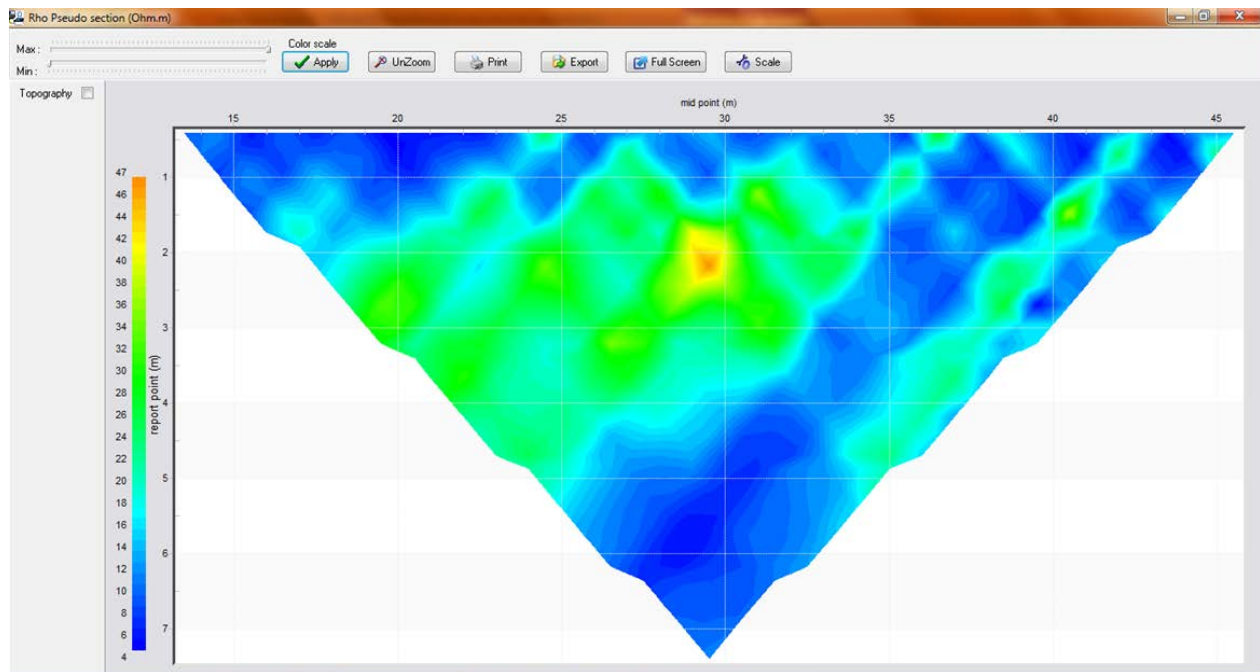 Rho Pseudo section (Ohm.m)
Max :
Min :
Color scale
Apply
UnZoom
Print
Export
Full Screen
Scale
Topography
mid point (m)
15 20 25 30 35 40 45
47
46
44
42
40
38
36
34
32
30
28
26
24
22
20
18
16
14
12
10
8
6
4
report point (m)
1
2
3
4
5
6
7